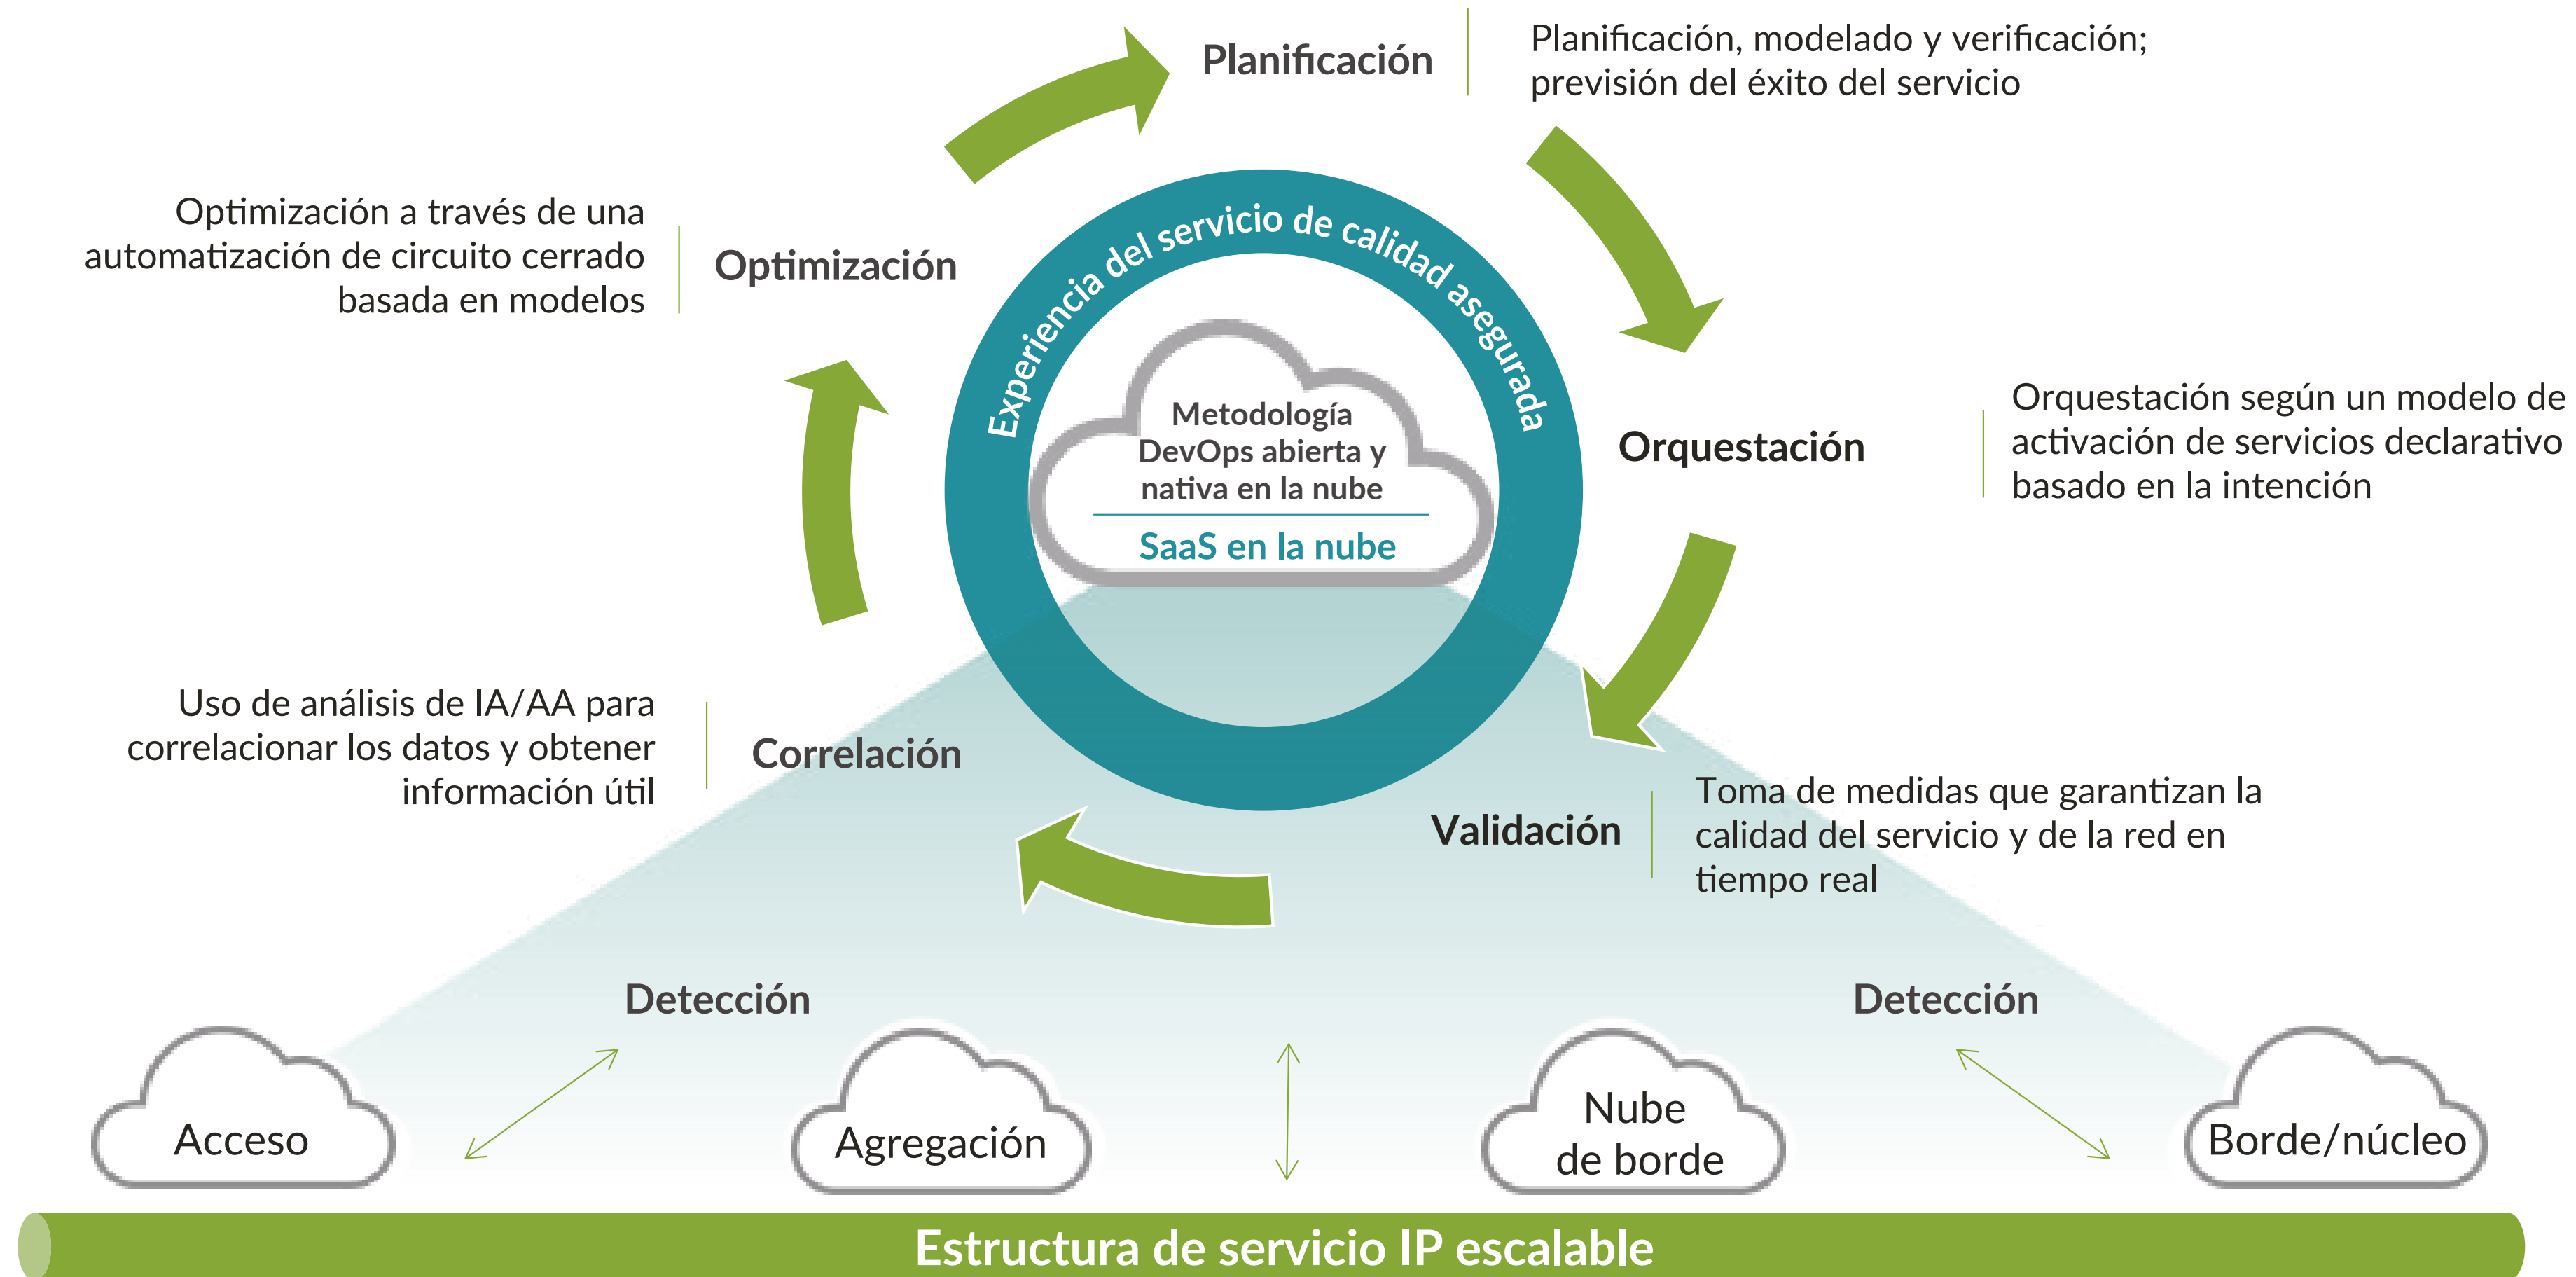 Planificación
Planificación, modelado y verificación;
previsión del éxito del servicio
Optimización a través de una
automatización de circuito cerrado
basada en modelos
Optimización
Experiencia del servicio de calidad asegurada
Metodología
DevOps abierta y
nativa en la nube
SaaS en la nube
Orquestación
Orquestación según un modelo de
activación de servicios declarativo
basado en la intención
Uso de análisis de IA/AA para
correlacionar los datos y obtener
información útil
Correlación
Validación
Toma de medidas que garantizan la
calidad del servicio y de la red en
tiempo real
Detección
Detección
Acceso
Agregación
Nube
de borde
Borde/núcleo
Estructura de servicio IP escalable